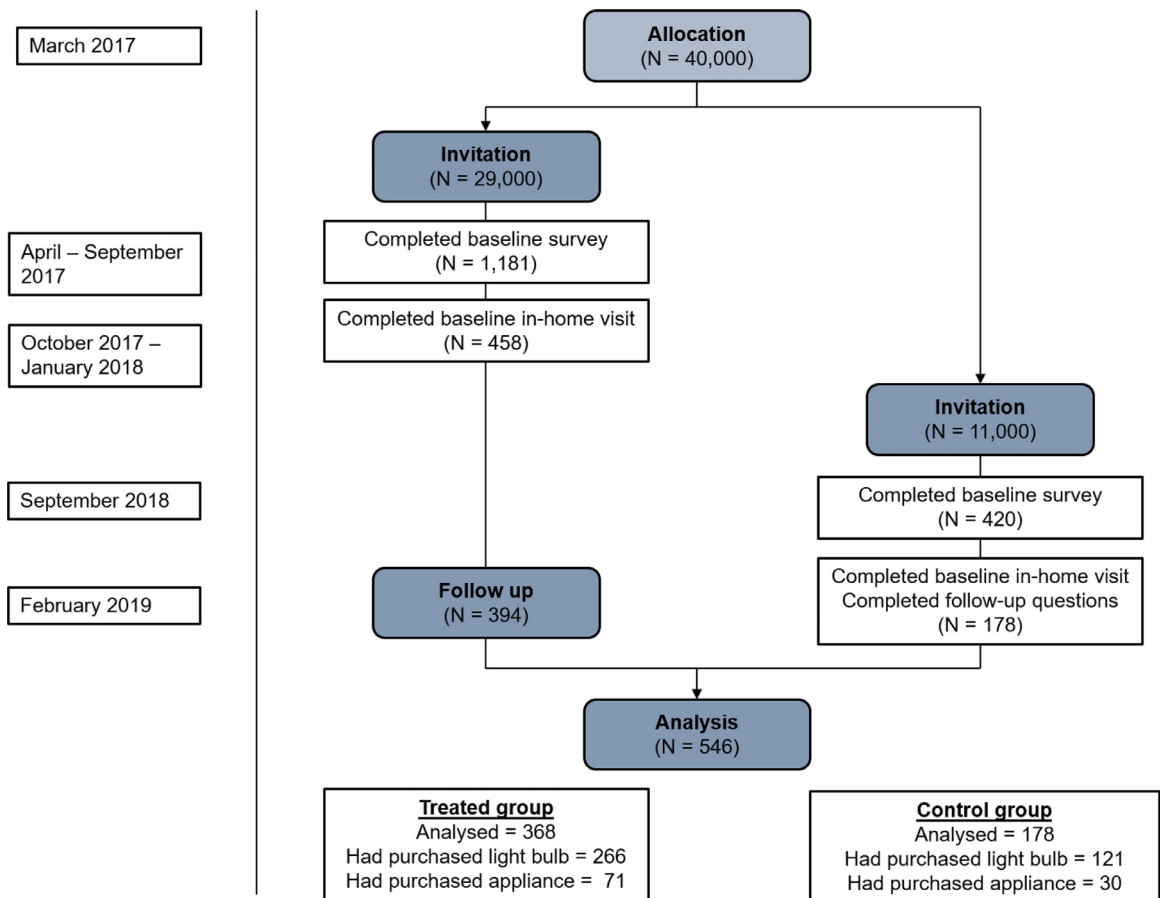 March 2017
Allocation
(N = 40,000)
Invitation
(N = 29,000)
April – September
2017
Completed baseline survey
(N = 1,181)
October 2017 –
January 2018
Completed baseline in-home visit
(N = 458)
Invitation
(N = 11,000)
September 2018
Completed baseline survey
(N = 420)
February 2019
Follow up
(N = 394)
Completed baseline in-home visit
Completed follow-up questions
(N = 178)
Analysis
(N = 546)
Treated group
Analysed = 368
Had purchased light bulb = 266
Had purchased appliance = 71
Control group
Analysed = 178
Had purchased light bulb = 121
Had purchased appliance = 30